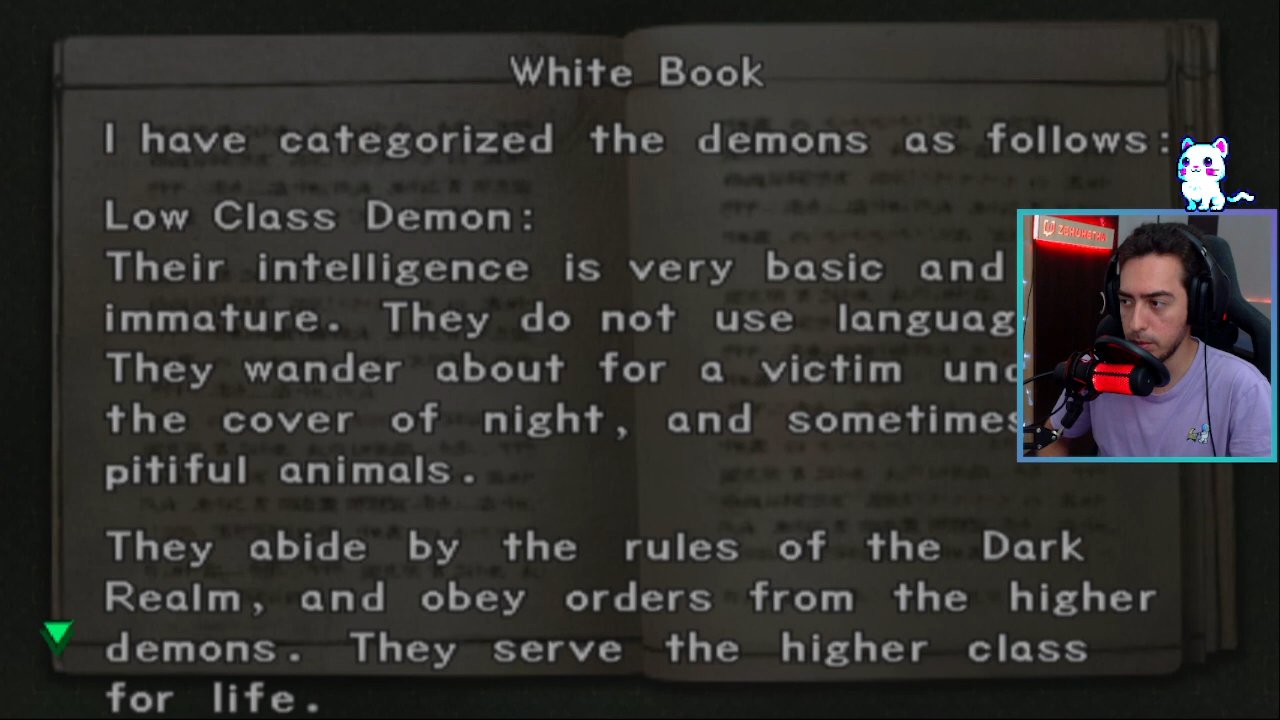 White Book
I have categorized the demons as follows:
Low Class Demon:
Their intelligence is very basic and
immature. They do not use languag
They wander about for a victim und
the cover of night, and sometimes
pitiful animals.
They abide by the rules of the Dark
Realm, and obey orders from the higher
demons. They serve the higher class
for life.